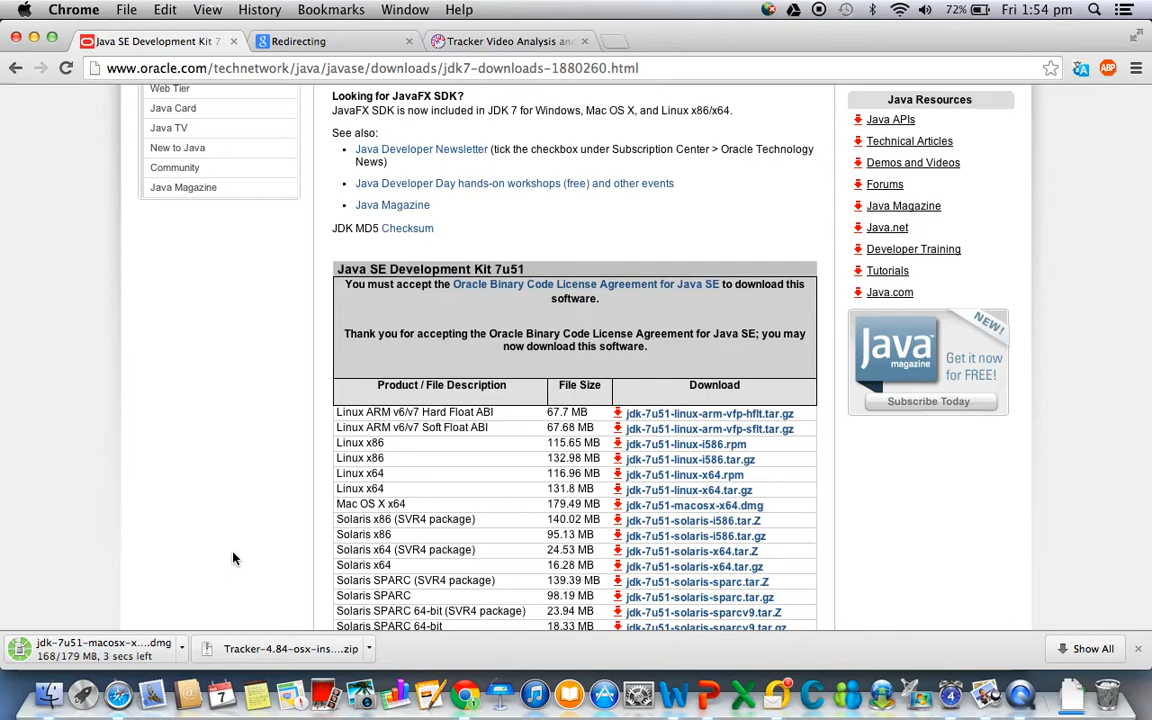 Chrome File Edit View History Bookmarks Window Help 72% Fri 1:54 pm
Java SE Development Kit 7 Redirecting Tracker Video Analysis an
www.oracle.com/technetwork/java/javase/downloads/jdk7-downloads-1880260.html ABP
Web Tier
Java Card
Java TV
New to Java
Community
Java Magazine
Looking for JavaFX SDK?
JavaFX SDK is now included in JDK 7 for Windows, Mac OS X, and Linux x86/x64.
See also:
Java Developer Newsletter (tick the checkbox under Subscription Center > Oracle Technology
News)
Java Developer Day hands-on workshops (free) and other events
Java Magazine
JDK MD5 Checksum
Java SE Development Kit 7u51
You must accept the Oracle Binary Code License Agreement for Java SE to download this
software.
Thank you for accepting the Oracle Binary Code License Agreement for Java SE; you may
now download this software.
Product / File Description File Size Download
Linux ARM v6/v7 Hard Float ABI 67.7 MB jdk-7u51-linux-arm-vfp-hflt.tar.gz
Linux ARM v6/v7 Soft Float ABI 67.68 MB jdk-7u51-linux-arm-vfp-sflt.tar.gz
Linux x86 115.65 MB jdk-7u51-linux-i586.rpm
Linux x86 132.98 MB jdk-7u51-linux-i586.tar.gz
Linux x64 116.96 MB jdk-7u51-linux-x64.rpm
Linux x64 131.8 MB jdk-7u51-linux-x64.tar.gz
Mac OS X x64 179.49 MB jdk-7u51-macosx-x64.dmg
Solaris x86 (SVR4 package) 140.02 MB jdk-7u51-solaris-i586.tar.Z
Solaris x86 95.13 MB jdk-7u51-solaris-i586.tar.gz
Solaris x64 (SVR4 package) 24.53 MB jdk-7u51-solaris-x64.tar.Z
Solaris x64 16.28 MB jdk-7u51-solaris-x64.tar.gz
Solaris SPARC (SVR4 package) 139.39 MB jdk-7u51-solaris-sparc.tar.Z
Solaris SPARC 98.19 MB jdk-7u51-solaris-sparc.tar.gz
Solaris SPARC 64-bit (SVR4 package) 23.94 MB jdk-7u51-solaris-sparcv9.tar.Z
Solaris SPARC 64-bit 18.33 MB jdk-7u51-solaris-sparcv9.tar.gz
Java Resources
Java APIs
Technical Articles
Demos and Videos
Forums
Java Magazine
Java.net
Developer Training
Tutorials
Java.com
NEW!
Java
magazine
Get it now
for FREE!
Subscribe Today
jdk-7u51-macosx-x....dmg
168/179 MB, 3 secs left
Tracker-4.84-osx-ins....zip
Show All